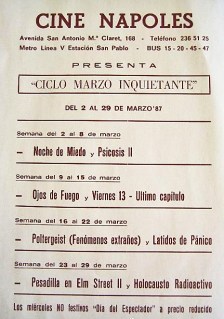 CINE NAPOLES
Avenida San Antonio M.ª Claret, 168 - Teléfono 236 51 25
Metro Linea V Estación San Pablo - BUS 15 - 20 - 45 - 47
PRESENTA
"CICLO MARZO INQUIETANTE"
DEL 2 AL 29 DE MARZO'87
Semana del 2 al 8 de marzo
- Noche de Miedo y Psicosis II
Semana del 9 al 15 de marzo
- Ojos de Fuego y Viernes 13 - Ultimo capítulo
Semana del 16 al 22 de marzo
- Poltergeist (Fenómenos extraños) y Latidos de Pánico
Semana del 23 al 29 de marzo
- Pesadilla en Elm Street II y Holocausto Radioactivo
Los miércoles NO festivos "Día del Espectador" a precio reducido